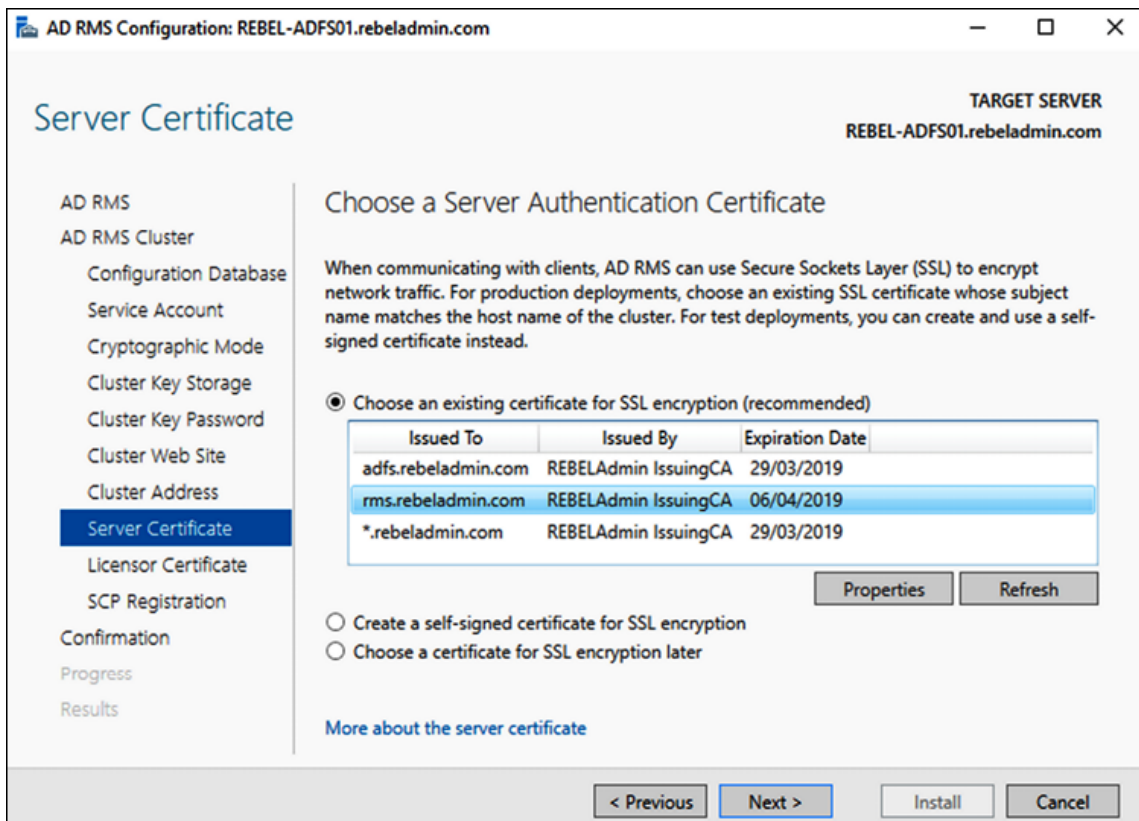 AD RMS Configuration: REBEL-ADFS01.rebeladmin.com
Server Certificate
TARGET SERVER
REBEL-ADFS01.rebeladmin.com
AD RMS
AD RMS Cluster
Configuration Database
Service Account
Cryptographic Mode
Cluster Key Storage
Cluster Key Password
Cluster Web Site
Cluster Address
Server Certificate
Licensor Certificate
SCP Registration
Confirmation
Progress
Results
Choose a Server Authentication Certificate
When communicating with clients, AD RMS can use Secure Sockets Layer (SSL) to encrypt
network traffic. For production deployments, choose an existing SSL certificate whose subject
name matches the host name of the cluster. For test deployments, you can create and use a self-
signed certificate instead.
Choose an existing certificate for SSL encryption (recommended)
Issued To Issued By Expiration Date
adfs.rebeladmin.com REBELAdmin IssuingCA 29/03/2019
rms.rebeladmin.com REBELAdmin IssuingCA 06/04/2019
*.rebeladmin.com REBELAdmin IssuingCA 29/03/2019
Properties Refresh
Create a self-signed certificate for SSL encryption
Choose a certificate for SSL encryption later
More about the server certificate
< Previous Next > Install Cancel